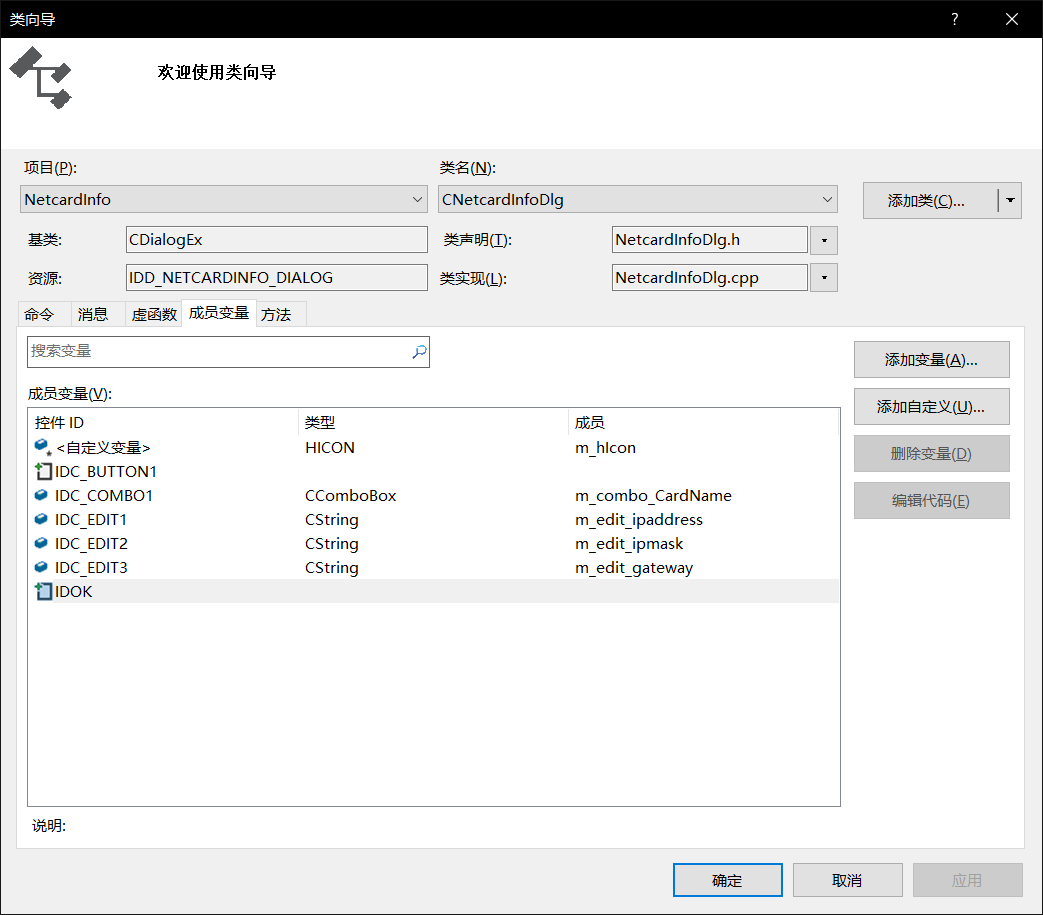 类向导
?
欢迎使用类向导
项目(P):
类名(N):
NetcardInfo
CNetcardInfoDlg
添加类(C)...
基类:
CDialogEx
类声明(T):
NetcardInfoDlg.h
资源:
IDD_NETCARDINFO_DIALOG
类实现(L):
NetcardInfoDlg.cpp
命令 消息 虚函数 成员变量 方法
搜索变量
添加变量(A)...
成员变量(V):
添加自定义(U)...
控件 ID 类型 成员
<自定义变量> HICON m_hIcon
删除变量(D)
IDC_BUTTON1
IDC_COMBO1 CComboBox m_combo_CardName
编辑代码(E)
IDC_EDIT1 CString m_edit_ipaddress
IDC_EDIT2 CString m_edit_ipmask
IDC_EDIT3 CString m_edit_gateway
IDOK
说明:
确定
取消
应用